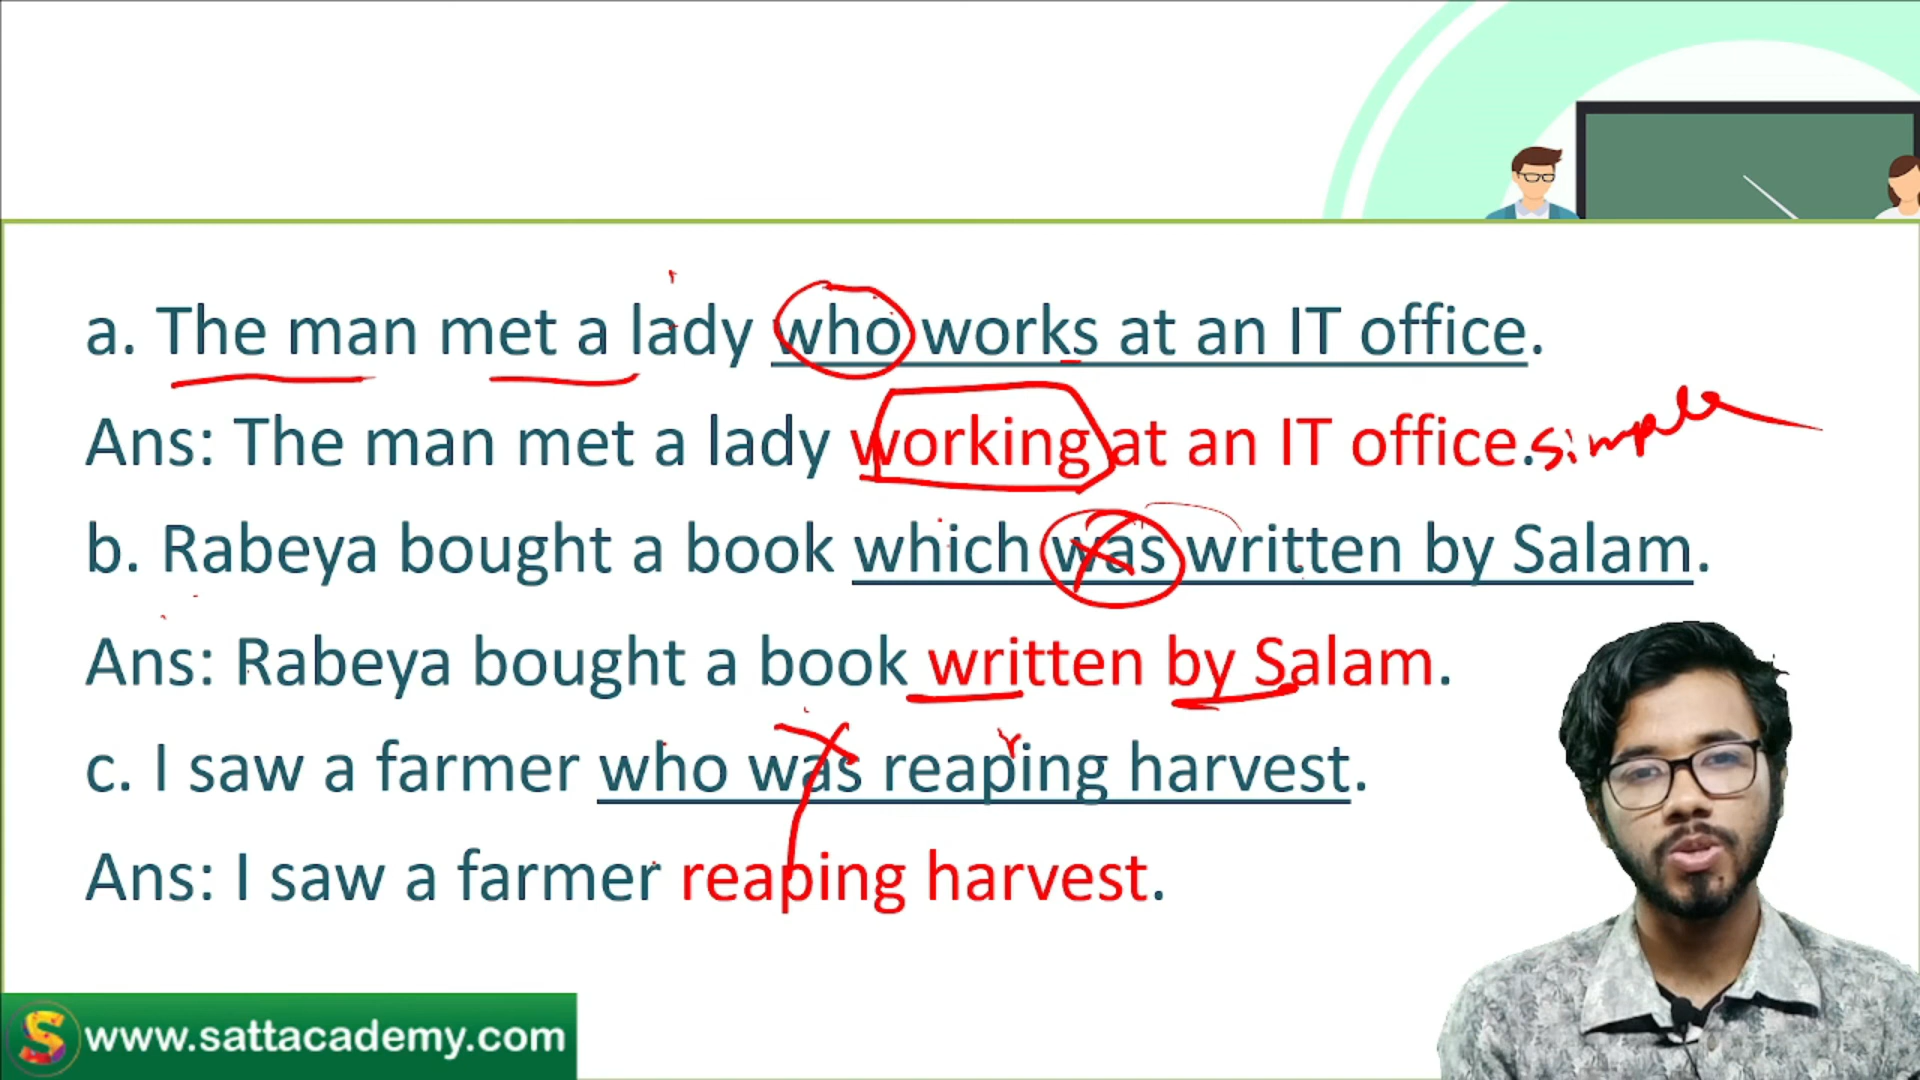 a. The man met a lady who works at an IT office.
Ans: The man met a lady working at an IT office. simple
b. Rabeya bought a book which was written by Salam.
Ans: Rabeya bought a book written by Salam.
c. I saw a farmer who was reaping harvest.
Ans: I saw a farmer reaping harvest.
www.sattacademy.com